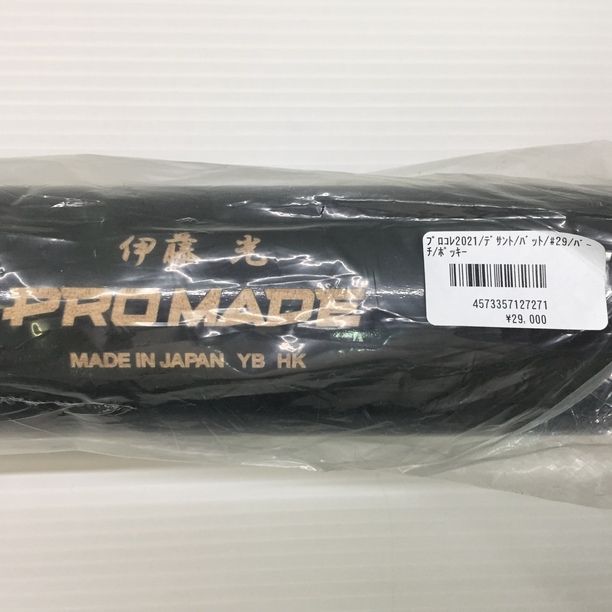 伊藤 光
PROMADE
MADE IN JAPAN YB HK
ﾌﾟﾛｺﾚ2021/ﾃﾞｻﾝﾄ/ﾊﾞｯﾄ/#29/ﾊﾞｰ
ﾁ/ﾎﾞｯｷｰ
4573357127271
¥29,000